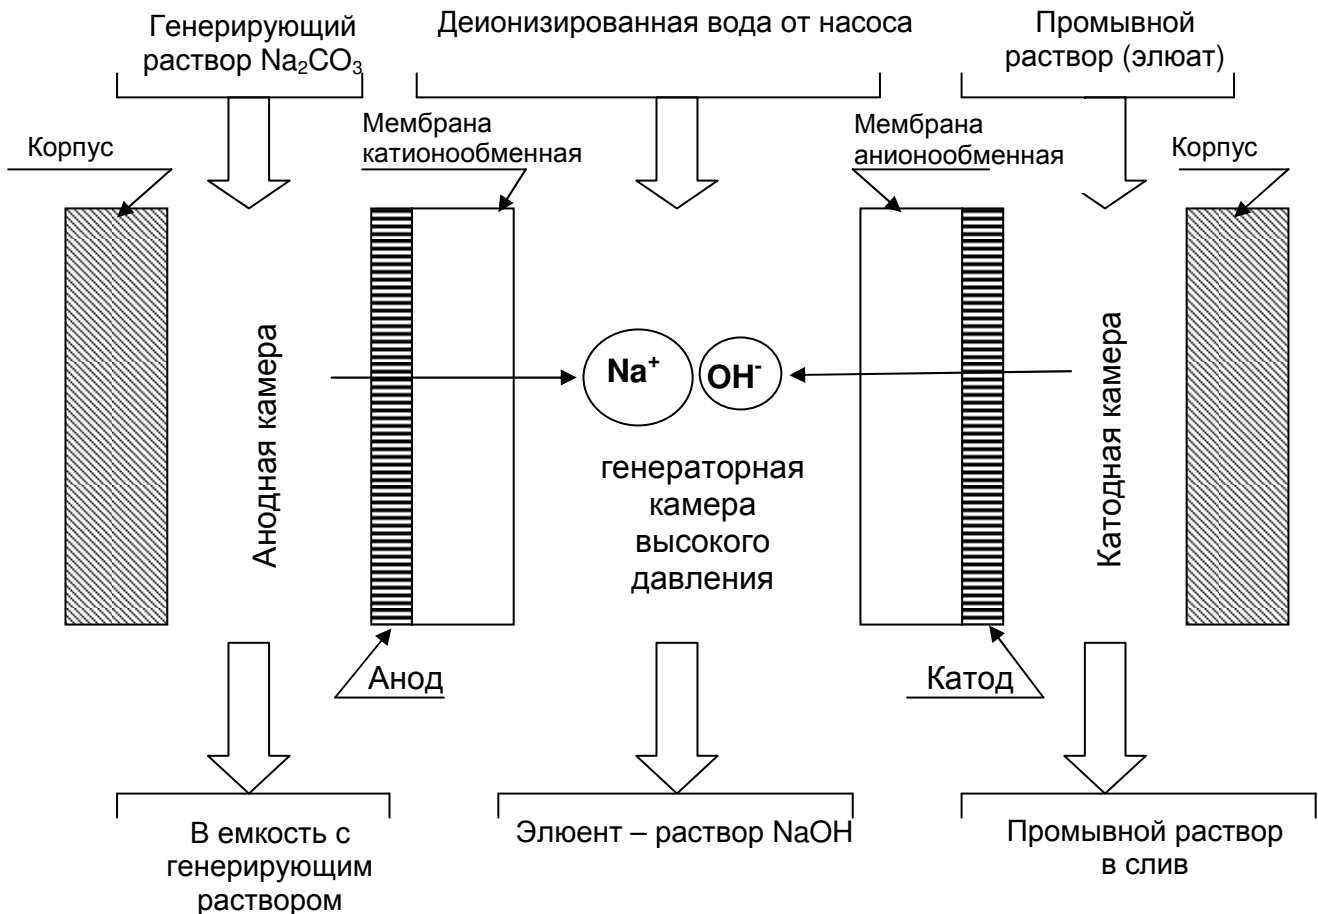 Генерирующий
раствор Na₂CO₃
Деионизированная вода от насоса
Промывной
раствор (элюат)
Корпус
Мембрана
катионообменная
Мембрана
анионообменная
Корпус
Анодная камера
Na⁺
OH⁻
генераторная
камера
высокого
давления
Катодная камера
Анод
Катод
В емкость с
генерирующим
раствором
Элюент – раствор NaOH
Промывной раствор
в слив